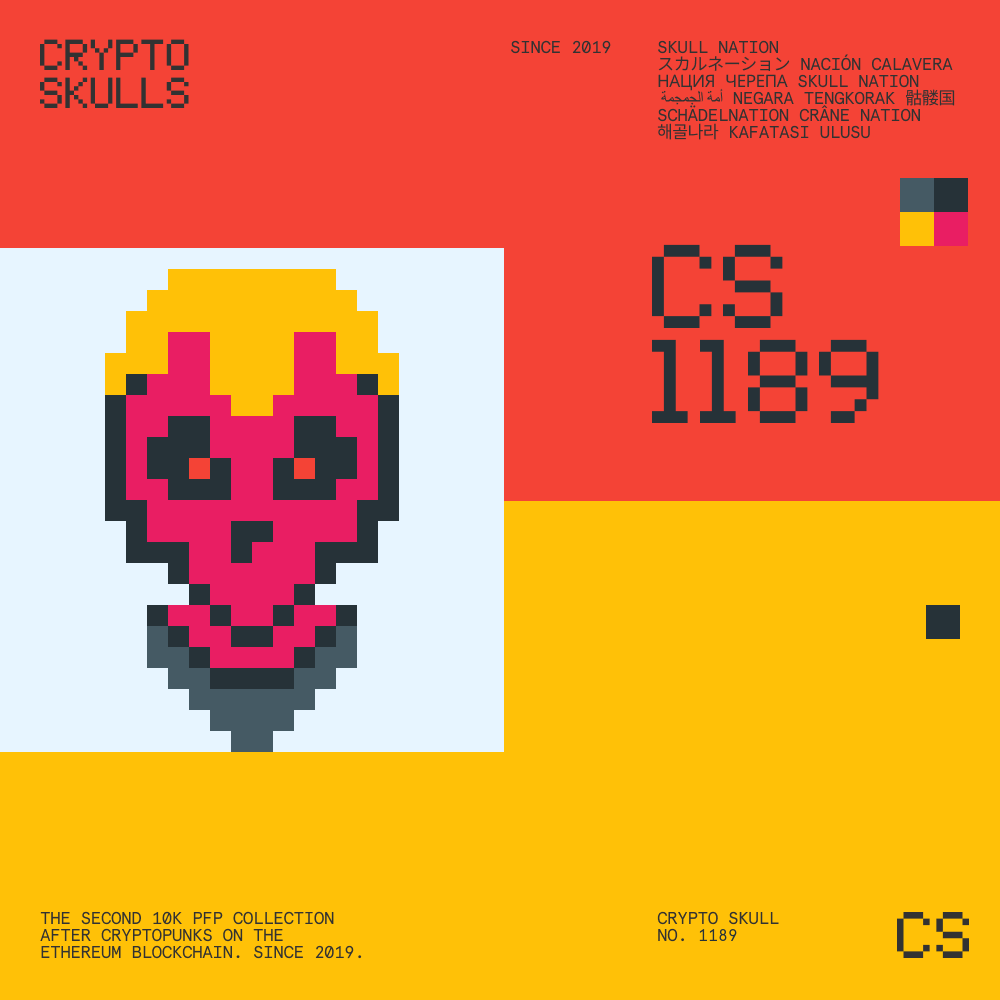 CRYPTO
SKULLS
SINCE 2019
SKULL NATION
スカルネーション NACIÓN CALAVERA
НАЦИЯ ЧЕРЕПА SKULL NATION
أمة الجمجمة NEGARA TENGKORAK 骷髅国
SCHÄDELNATION CRÂNE NATION
해골나라 KAFATASI ULUSU
CS
1189
THE SECOND 10K PFP COLLECTION
AFTER CRYPTOPUNKS ON THE
ETHEREUM BLOCKCHAIN. SINCE 2019.
CRYPTO SKULL
NO. 1189
CS